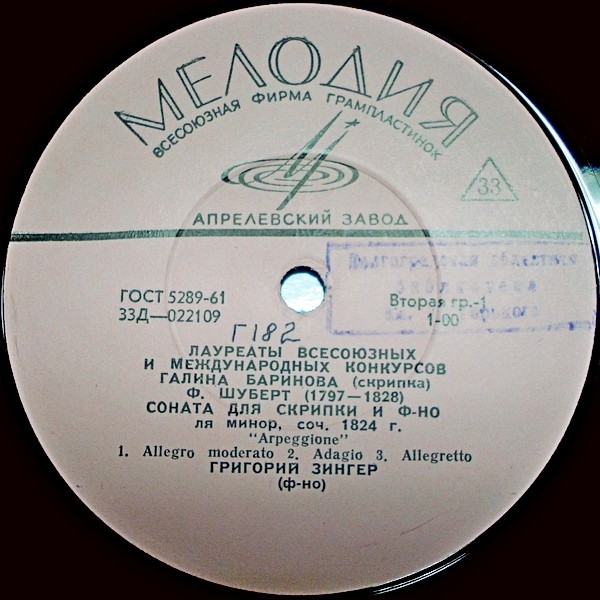 МЕЛОДИЯ
ВСЕСОЮЗНАЯ ФИРМА ГРАМПЛАСТИНОК
33
АПРЕЛЕВСКИЙ ЗАВОД
ГОСТ 5289-61
33Д—022109
Вторая гр.-1
1-00
Г182
ЛАУРЕАТЫ ВСЕСОЮЗНЫХ
И МЕЖДУНАРОДНЫХ КОНКУРСОВ
ГАЛИНА БАРИНОВА (скрипка)
Ф. ШУБЕРТ (1797—1828)
СОНАТА ДЛЯ СКРИПКИ И Ф-НО
ля минор, соч. 1824 г.
"Arpeggione"
1. Allegro moderato 2. Adagio 3. Allegretto
ГРИГОРИЙ ЗИНГЕР
(ф-но)